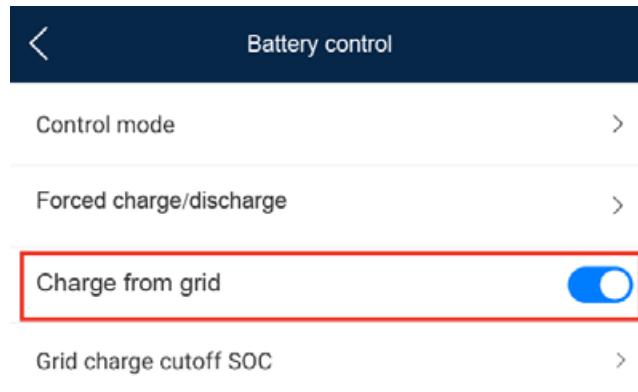 Battery control
Control mode
Forced charge/discharge
Charge from grid
Grid charge cutoff SOC